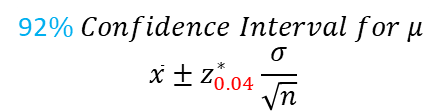 92% Confidence Interval for μ
ẋ ± z*0.04 σ/√n